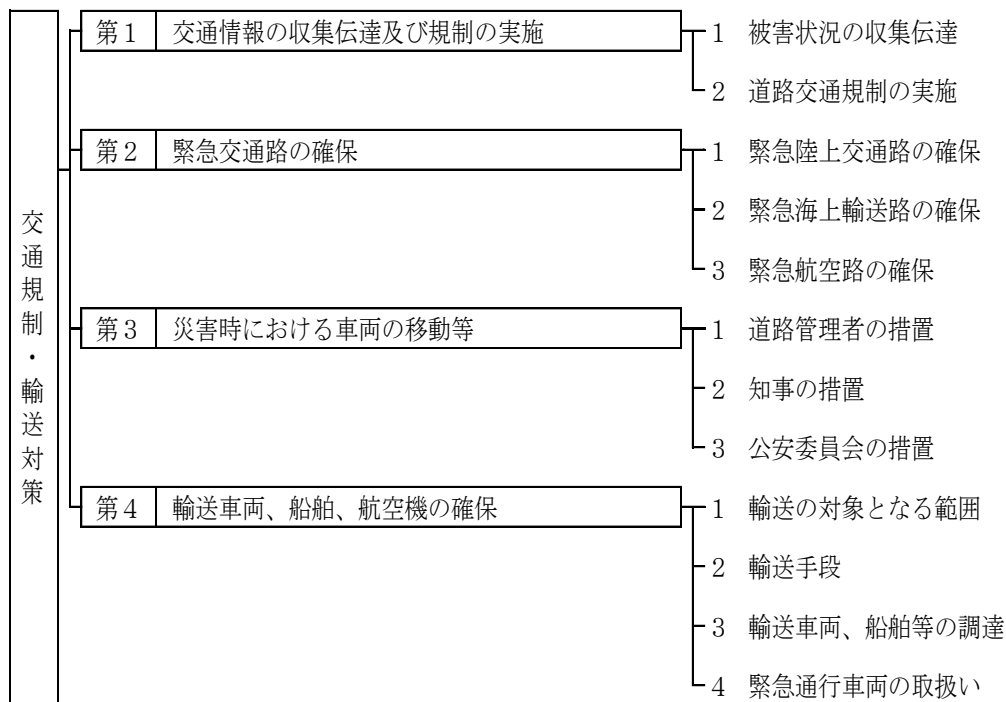 交通規制・輸送対策
第1 交通情報の収集伝達及び規制の実施
1 被害状況の収集伝達
2 道路交通規制の実施
第2 緊急交通路の確保
1 緊急陸上交通路の確保
2 緊急海上輸送路の確保
3 緊急航空路の確保
第3 災害時における車両の移動等
1 道路管理者の措置
2 知事の措置
3 公安委員会の措置
第4 輸送車両、船舶、航空機の確保
1 輸送の対象となる範囲
2 輸送手段
3 輸送車両、船舶等の調達
4 緊急通行車両の取扱い